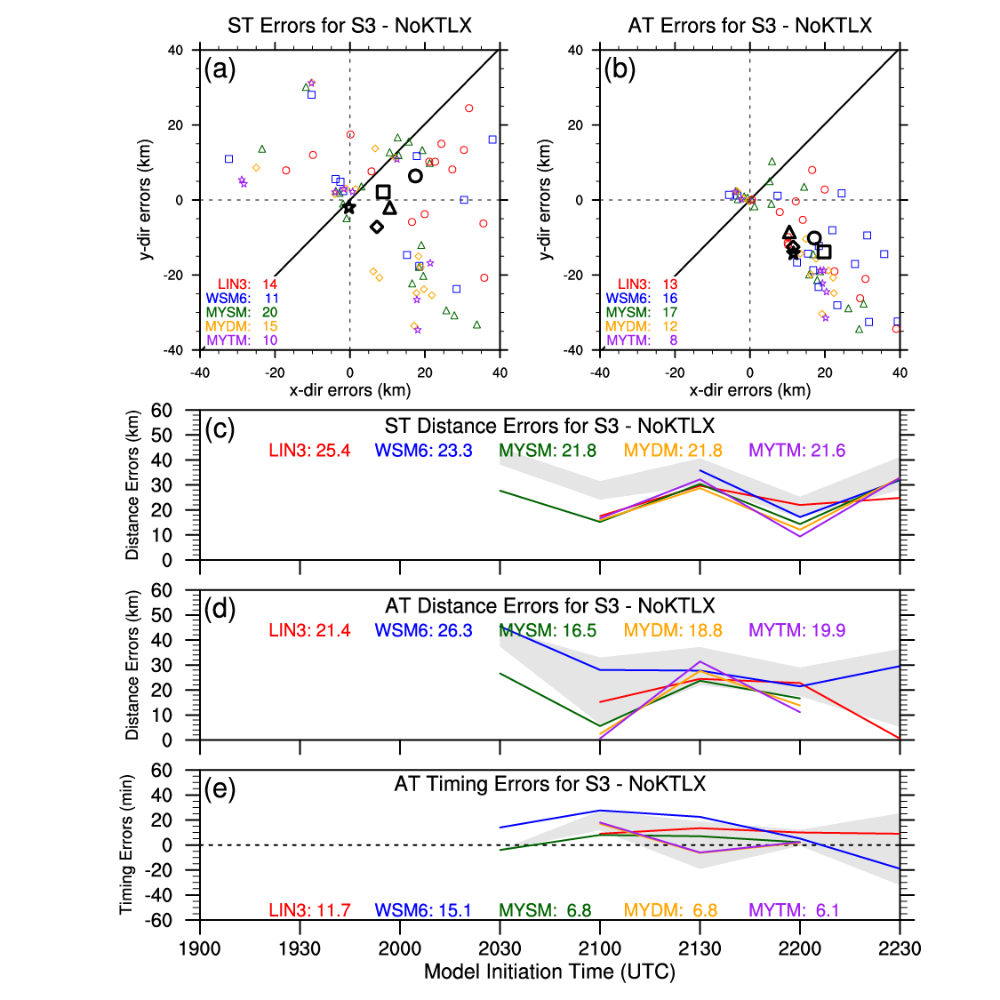 ST Errors for S3 - NoKTLX
(a)
y-dir errors (km)
40
20
0
-20
-40
LIN3: 14
WSM6: 11
MYSM: 20
MYDM: 15
MYTM: 10
-40 -20 0 20 40
x-dir errors (km)
AT Errors for S3 - NoKTLX
(b)
y-dir errors (km)
40
20
0
-20
-40
LIN3: 13
WSM6: 16
MYSM: 17
MYDM: 12
MYTM: 8
-40 -20 0 20 40
x-dir errors (km)
(c)
ST Distance Errors for S3 - NoKTLX
LIN3: 25.4 WSM6: 23.3 MYSM: 21.8 MYDM: 21.8 MYTM: 21.6
Distance Errors (km)
60
50
40
30
20
10
0
(d)
AT Distance Errors for S3 - NoKTLX
LIN3: 21.4 WSM6: 26.3 MYSM: 16.5 MYDM: 18.8 MYTM: 19.9
Distance Errors (km)
60
50
40
30
20
10
0
(e)
AT Timing Errors for S3 - NoKTLX
Timing Errors (min)
60
40
20
0
-20
-40
-60
LIN3: 11.7 WSM6: 15.1 MYSM: 6.8 MYDM: 6.8 MYTM: 6.1
1900 1930 2000 2030 2100 2130 2200 2230
Model Initiation Time (UTC)